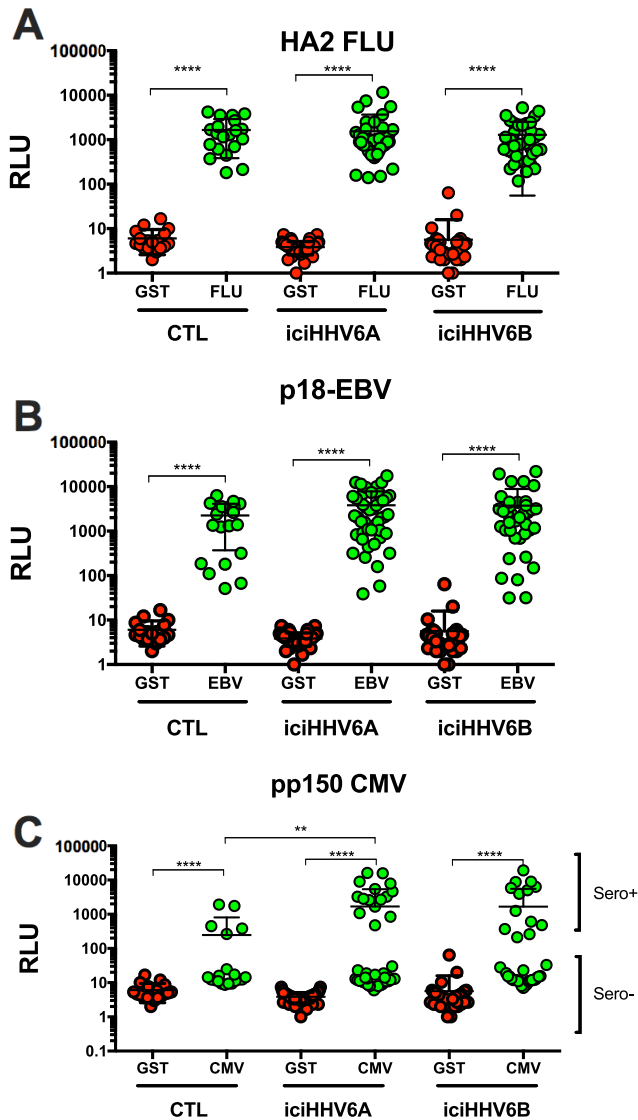 A
HA2 FLU
100000
10000
1000
100
10
1
RLU
**** **** ****
GST FLU GST FLU GST FLU
CTL iciHHV6A iciHHV6B
B
p18-EBV
100000
10000
1000
100
10
1
RLU
**** **** ****
GST EBV GST EBV GST EBV
CTL iciHHV6A iciHHV6B
C
pp150 CMV
100000
10000
1000
100
10
1
0.1
RLU
**
**** **** ****
Sero+
Sero-
GST CMV GST CMV GST CMV
CTL iciHHV6A iciHHV6B